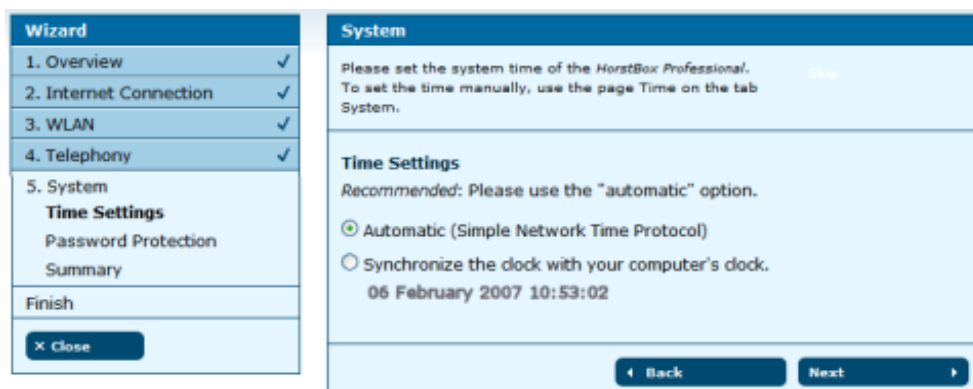 Wizard
1. Overview
2. Internet Connection
3. WLAN
4. Telephony
5. System
Time Settings
Password Protection
Summary
Finish
× Close
System
Please set the system time of the HorstBox Professional.
To set the time manually, use the page Time on the tab
System.
Skip
Time Settings
Recommended: Please use the "automatic" option.
Automatic (Simple Network Time Protocol)
Synchronize the clock with your computer's clock.
06 February 2007 10:53:02
Back
Next